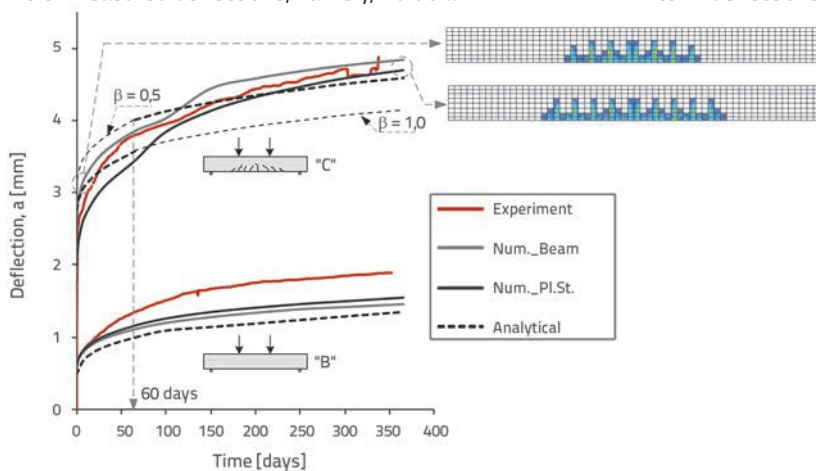 Deflection, a [mm]
5
4
3
2
1
0
0 50 100 150 200 250 300 350 400
Time [days]
β = 0,5
β = 1,0
"C"
"B"
60 days
Experiment
Num._Beam
Num._Pl.St.
Analytical